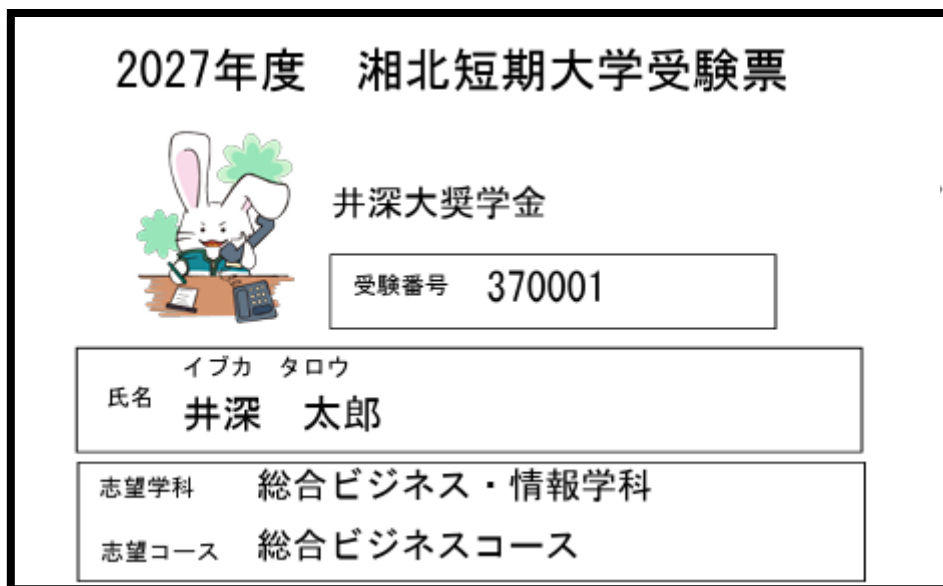 2027年度　湘北短期大学受験票
井深大奨学金
受験番号　370001
イブカ　タロウ
氏名　井深　太郎
志望学科　総合ビジネス・情報学科
志望コース　総合ビジネスコース